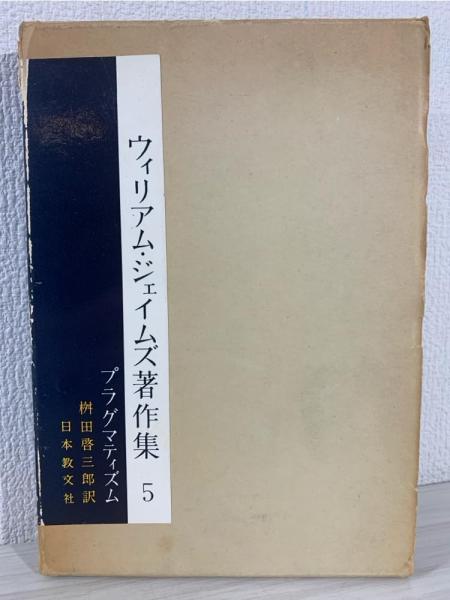 ウィリアム・ジェイムズ著作集 5
プラグマティズム
桝田啓三郎訳
日本教文社